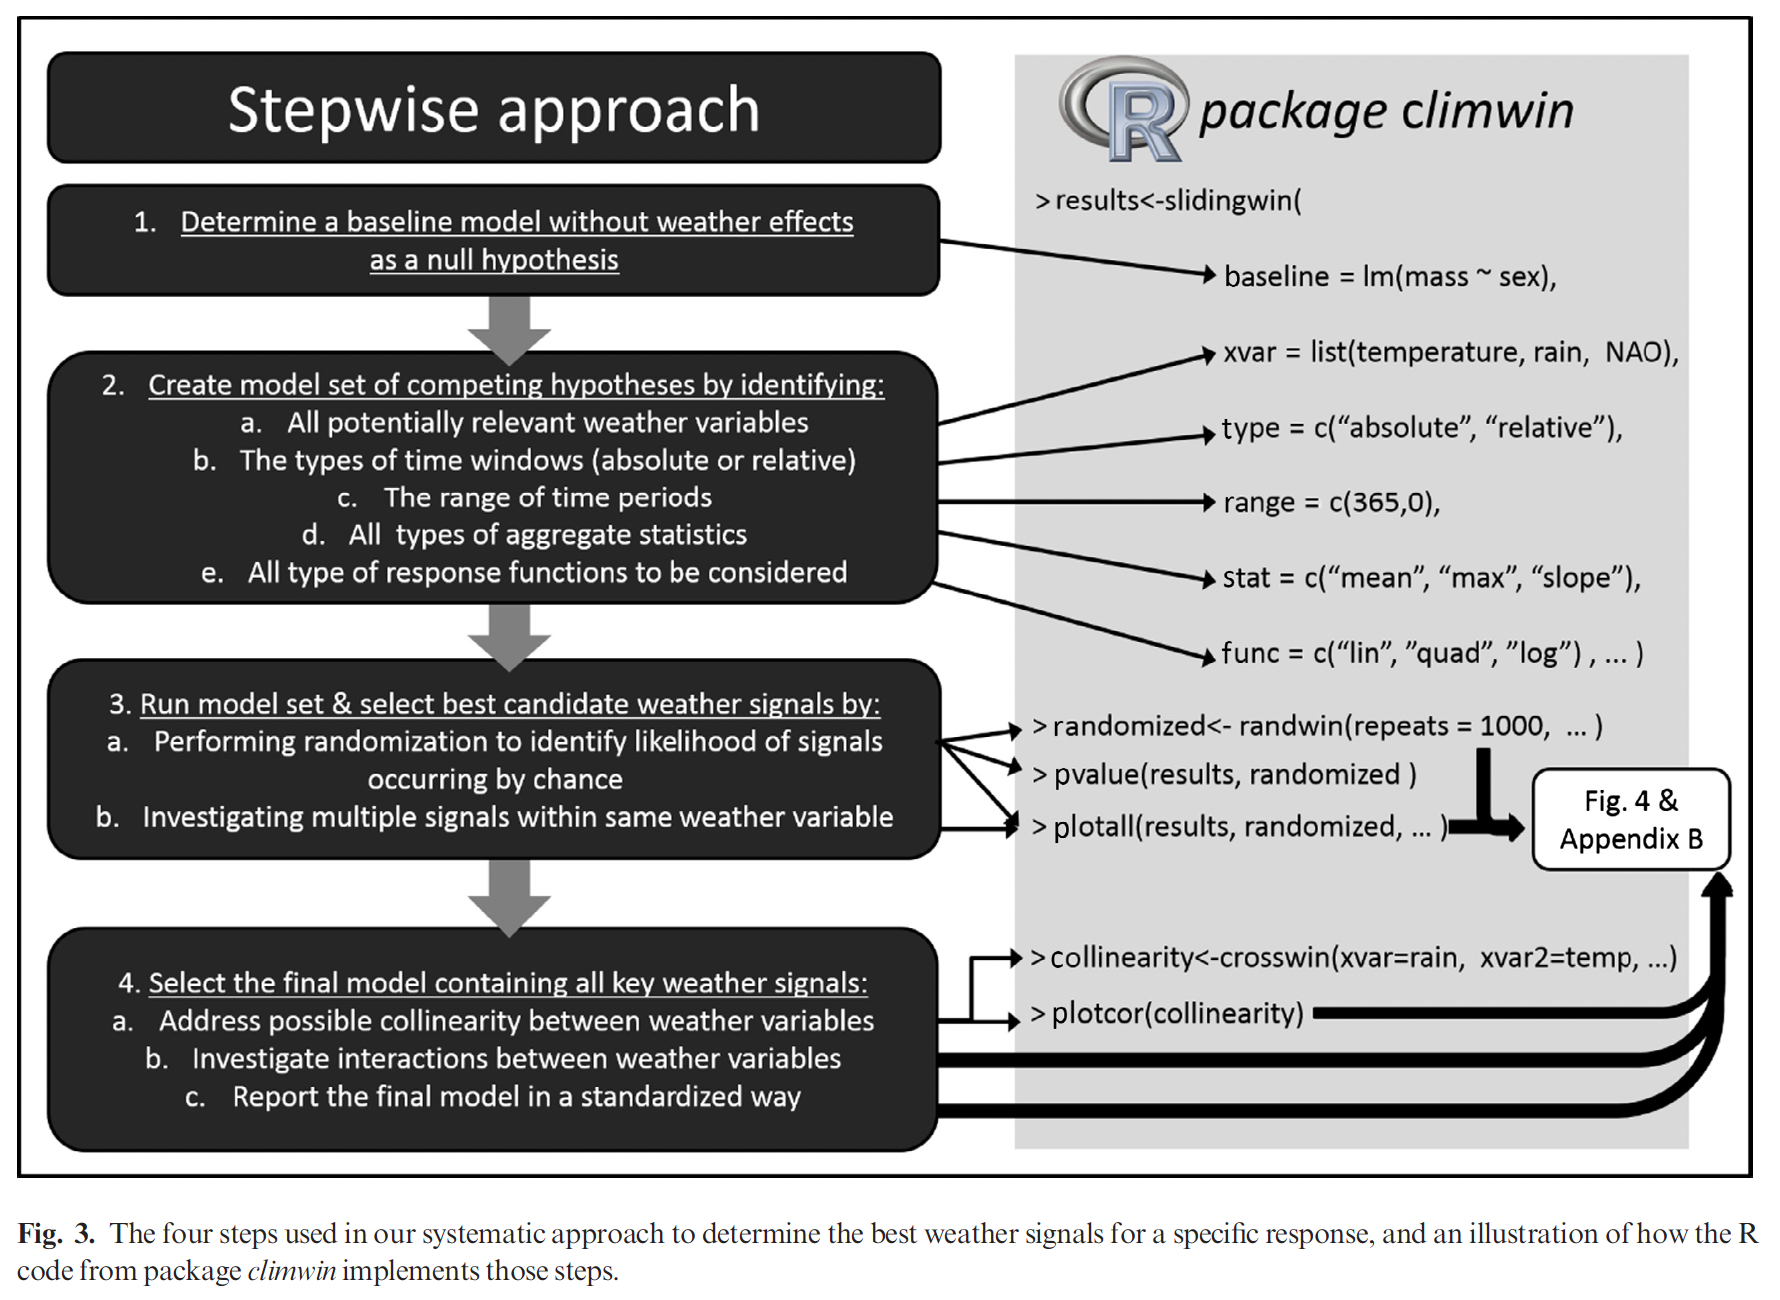 Stepwise approach
R package climwin
1. Determine a baseline model without weather effects
as a null hypothesis
2. Create model set of competing hypotheses by identifying:
a. All potentially relevant weather variables
b. The types of time windows (absolute or relative)
c. The range of time periods
d. All types of aggregate statistics
e. All type of response functions to be considered
3. Run model set & select best candidate weather signals by:
a. Performing randomization to identify likelihood of signals
occurring by chance
b. Investigating multiple signals within same weather variable
4. Select the final model containing all key weather signals:
a. Address possible collinearity between weather variables
b. Investigate interactions between weather variables
c. Report the final model in a standardized way
>results<-slidingwin(
baseline = lm(mass ~ sex),
xvar = list(temperature, rain, NAO),
type = c(“absolute”, “relative”),
range = c(365,0),
stat = c(“mean”, “max”, “slope”),
func = c(“lin”, ”quad”, ”log”) , ... )
>randomized<- randwin(repeats = 1000, ... )
>pvalue(results, randomized )
>plotall(results, randomized, ... )
Fig. 4 &
Appendix B
>collinearity<-crosswin(xvar=rain, xvar2=temp, ...)
>plotcor(collinearity)
Fig. 3. The four steps used in our systematic approach to determine the best weather signals for a specific response, and an illustration of how the R
code from package climwin implements those steps.